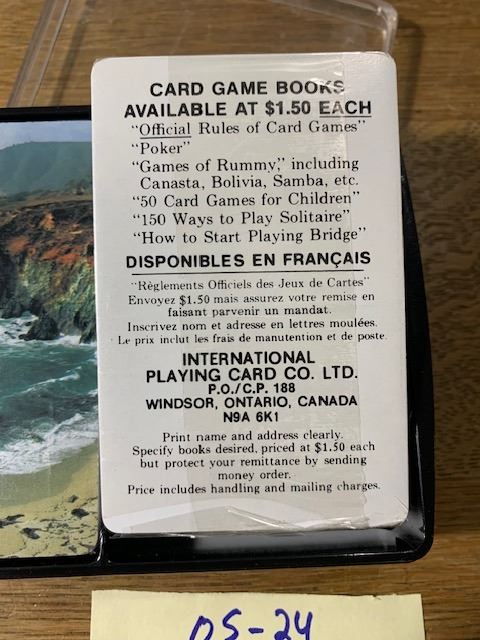 CARD GAME BOOKS
AVAILABLE AT $1.50 EACH
"Official Rules of Card Games"
"Poker"
"Games of Rummy," including
Canasta, Bolivia, Samba, etc.
"50 Card Games for Children"
"150 Ways to Play Solitaire"
"How to Start Playing Bridge"
DISPONIBLES EN FRANÇAIS
"Règlements Officiels des Jeux de Cartes"
Envoyez $1.50 mais assurez votre remise en
faisant parvenir un mandat.
Inscrivez nom et adresse en lettres moulées.
Le prix inclut les frais de manutention et de poste.
INTERNATIONAL
PLAYING CARD CO. LTD.
P.O./C.P. 188
WINDSOR, ONTARIO, CANADA
N9A 6K1
Print name and address clearly.
Specify books desired, priced at $1.50 each
but protect your remittance by sending
money order.
Price includes handling and mailing charges.
OS-24